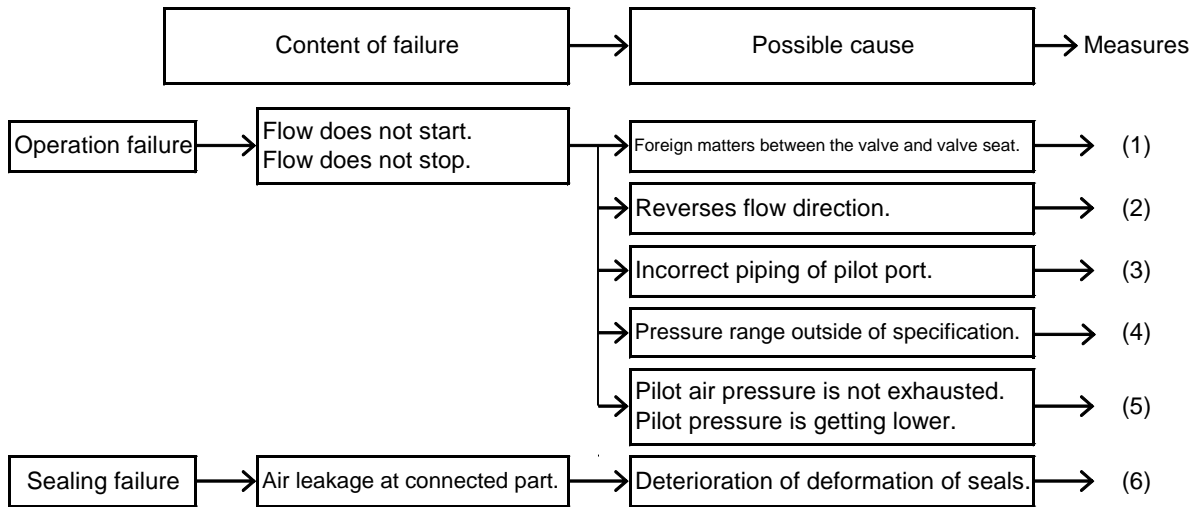 Content of failure
Possible cause
Measures
Operation failure
Flow does not start.
Flow does not stop.
Foreign matters between the valve and valve seat.
(1)
Reverses flow direction.
(2)
Incorrect piping of pilot port.
(3)
Pressure range outside of specification.
(4)
Pilot air pressure is not exhausted.
Pilot pressure is getting lower.
(5)
Sealing failure
Air leakage at connected part.
Deterioration of deformation of seals.
(6)